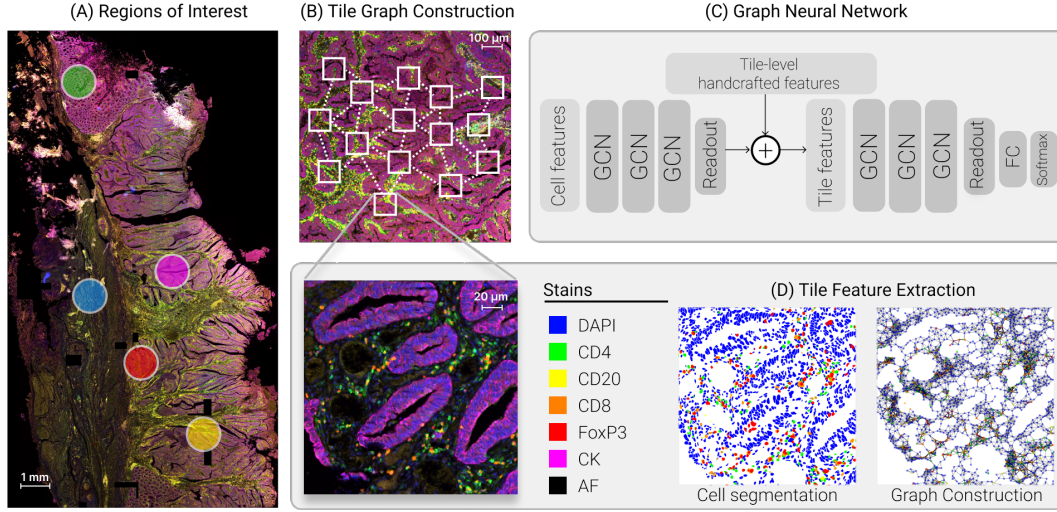 (A) Regions of Interest
1 mm
(B) Tile Graph Construction
100 µm
20 µm
(C) Graph Neural Network
Tile-level
handcrafted features
Cell features
GCN
GCN
GCN
Readout
Tile features
GCN
GCN
GCN
Readout
FC
Softmax
Stains
DAPI
CD4
CD20
CD8
FoxP3
CK
AF
(D) Tile Feature Extraction
Cell segmentation
Graph Construction